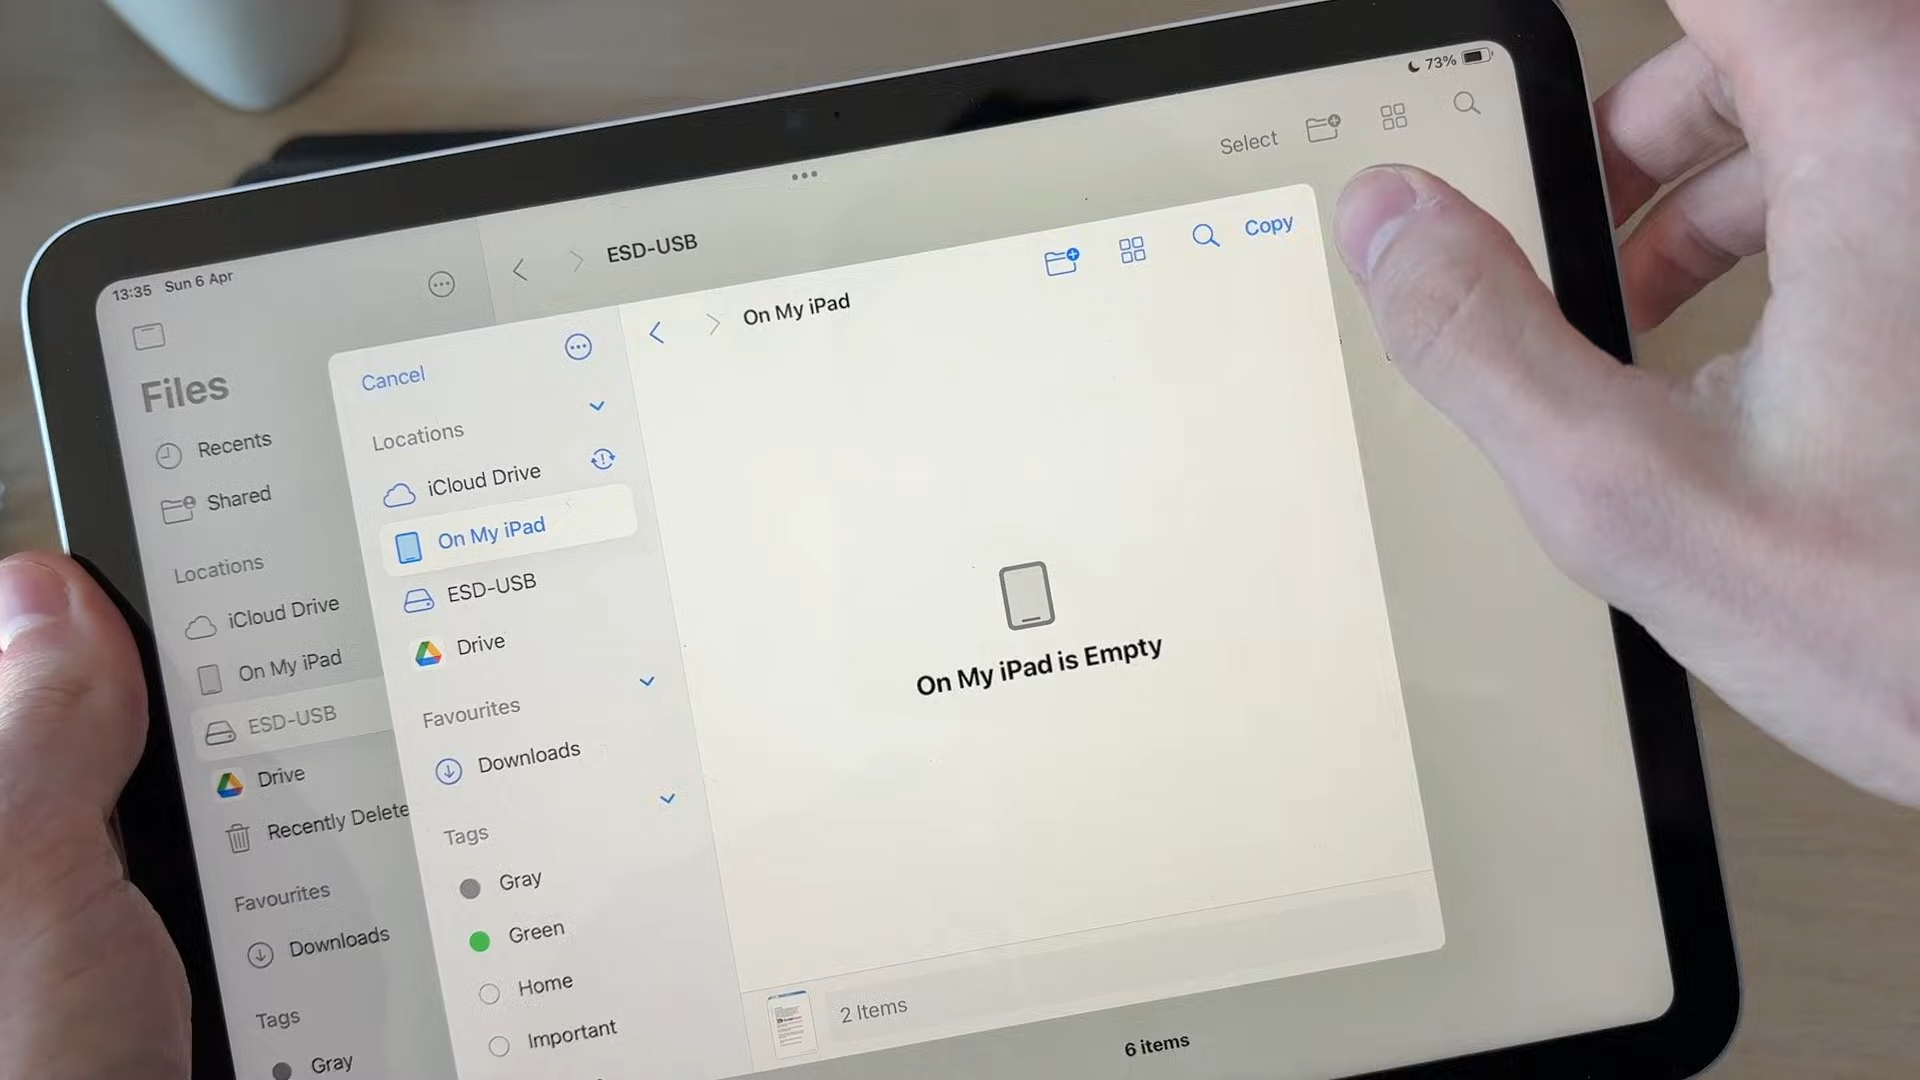 13:35 Sun 6 Apr
73%
Files
Recents
Shared
Locations
iCloud Drive
On My iPad
ESD-USB
Drive
Recently Delete
Favourites
Downloads
Tags
Gray
ESD-USB
Select
Cancel
Locations
iCloud Drive
On My iPad
ESD-USB
Drive
Favourites
Downloads
Tags
Gray
Green
Home
Important
On My iPad
Copy
On My iPad is Empty
2 Items
6 items